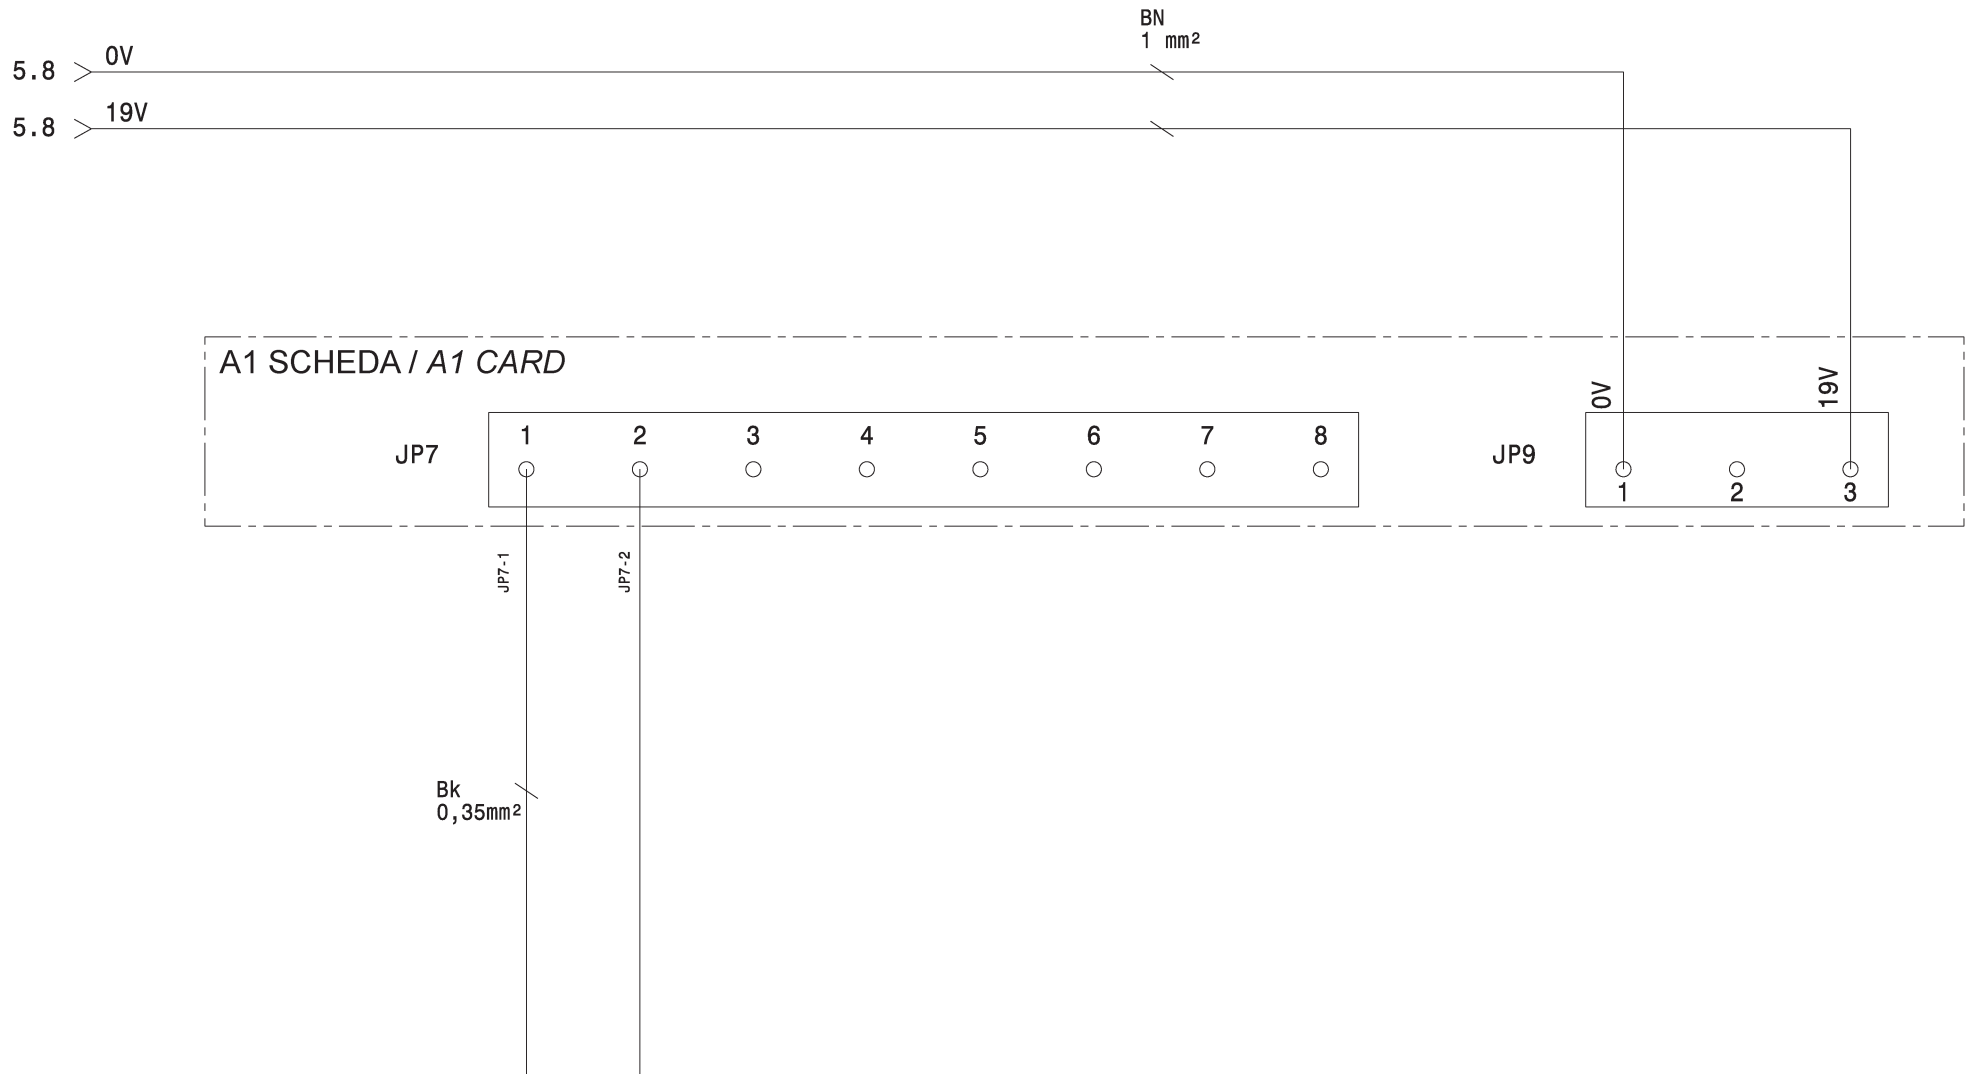 BN
1 mm²
5.8 0V
5.8 19V
A1 SCHEDA / A1 CARD
0V 19V
JP7 1 2 3 4 5 6 7 8
JP9 1 2 3
JP7-1 JP7-2
Bk
0,35mm²